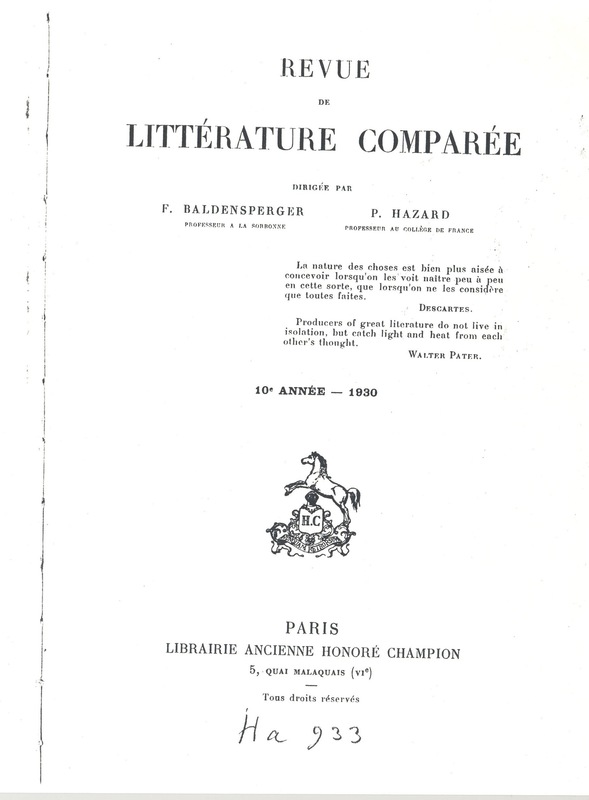 REVUE
DE
LITTÉRATURE COMPARÉE
DIRIGÉE PAR
F. BALDENSPERGER
PROFESSEUR A LA SORBONNE
P. HAZARD
PROFESSEUR AU COLLÈGE DE FRANCE
La nature des choses est bien plus aisée à
concevoir lorsqu'on les voit naître peu à peu
en cette sorte, que lorsqu'on ne les considère
que toutes faites.
DESCARTES.
Producers of great literature do not live in
isolation, but catch light and heat from each
other's thought.
WALTER PATER.
10e ANNÉE — 1930
H.C
PARIS
LIBRAIRIE ANCIENNE HONORÉ CHAMPION
5, QUAI MALAQUAIS (VIe)
Tous droits réservés
Ha 933